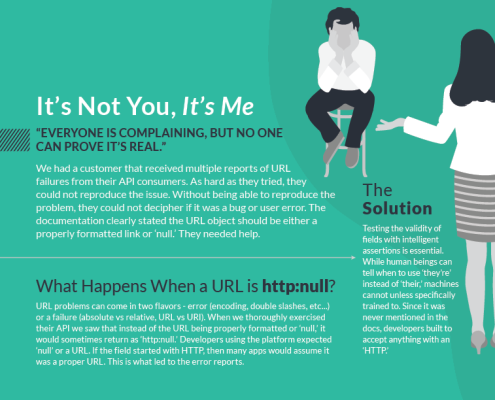 It's Not You, It's Me
"EVERYONE IS COMPLAINING, BUT NO ONE
CAN PROVE IT'S REAL."
We had a customer that received multiple reports of URL
failures from their API consumers. As hard as they tried, they
could not reproduce the issue. Without being able to reproduce the
problem, they could not decipher if it was a bug or user error. The
documentation clearly stated the URL object should be either a
properly formatted link or 'null.' They needed help.
What Happens When a URL is http:null?
URL problems can come in two flavors - error (encoding, double slashes, etc...)
or a failure (absolute vs relative, URL vs URI). When we thoroughly exercised
their API we saw that instead of the URL being properly formatted or 'null,' it
would sometimes return as 'http:null.' Developers using the platform expected
'null' or a URL. If the field started with HTTP, then many apps would assume it
was a proper URL. This is what led to the error reports.
The
Solution
Testing the validity of
fields with intelligent
assertions is essential.
While human beings can
tell when to use 'they're'
instead of 'their,' machines
cannot unless specifically
trained to. Since it was
never mentioned in the
docs, developers built to
accept anything with an
'HTTP.'